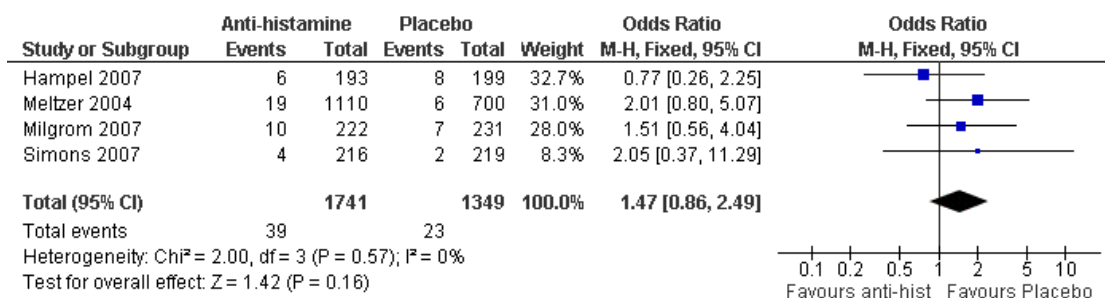 Anti-histamine Placebo Odds Ratio Odds Ratio
Study or Subgroup Events Total Events Total Weight M-H, Fixed, 95% CI M-H, Fixed, 95% CI
Hampel 2007 6 193 8 199 32.7% 0.77 [0.26, 2.25]
Meltzer 2004 19 1110 6 700 31.0% 2.01 [0.80, 5.07]
Milgrom 2007 10 222 7 231 28.0% 1.51 [0.56, 4.04]
Simons 2007 4 216 2 219 8.3% 2.05 [0.37, 11.29]
Total (95% CI) 1741 1349 100.0% 1.47 [0.86, 2.49]
Total events 39 23
Heterogeneity: Chi² = 2.00, df = 3 (P = 0.57); I² = 0%
Test for overall effect: Z = 1.42 (P = 0.16)
0.1 0.2 0.5 1 2 5 10
Favours anti-hist Favours Placebo